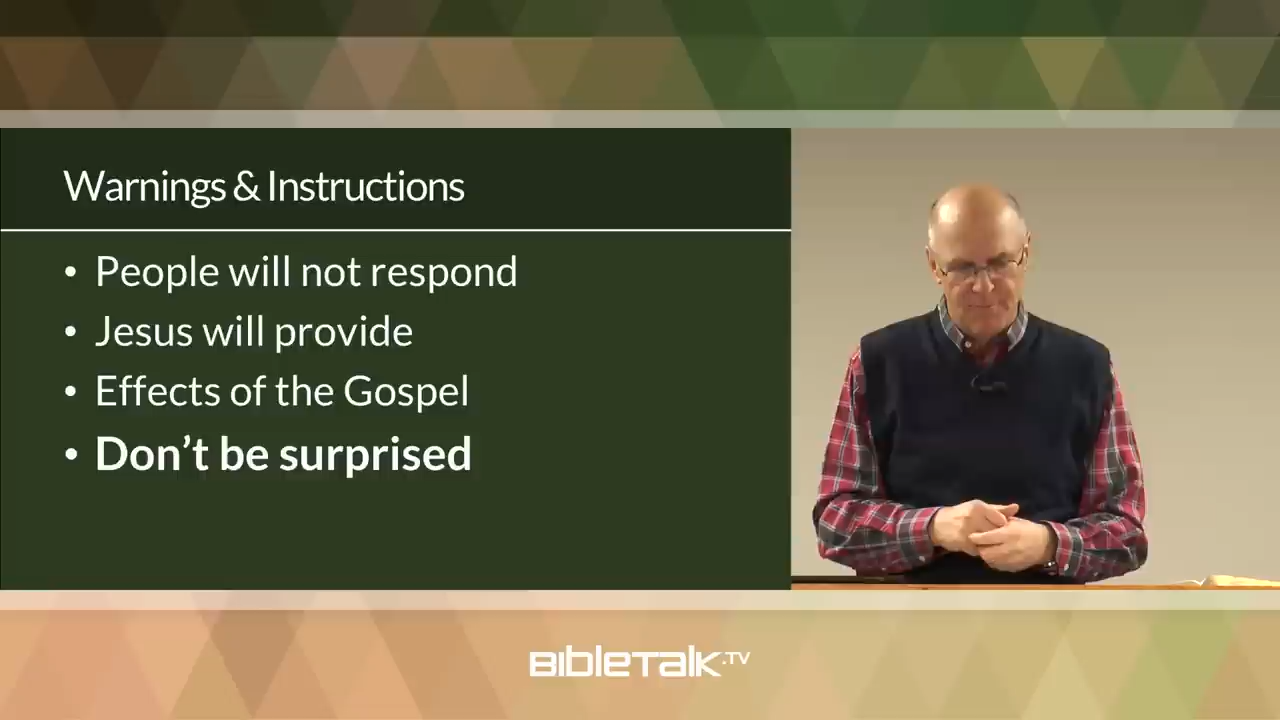 Warnings & Instructions
• People will not respond
• Jesus will provide
• Effects of the Gospel
• Don't be surprised
BibleTalk.TV